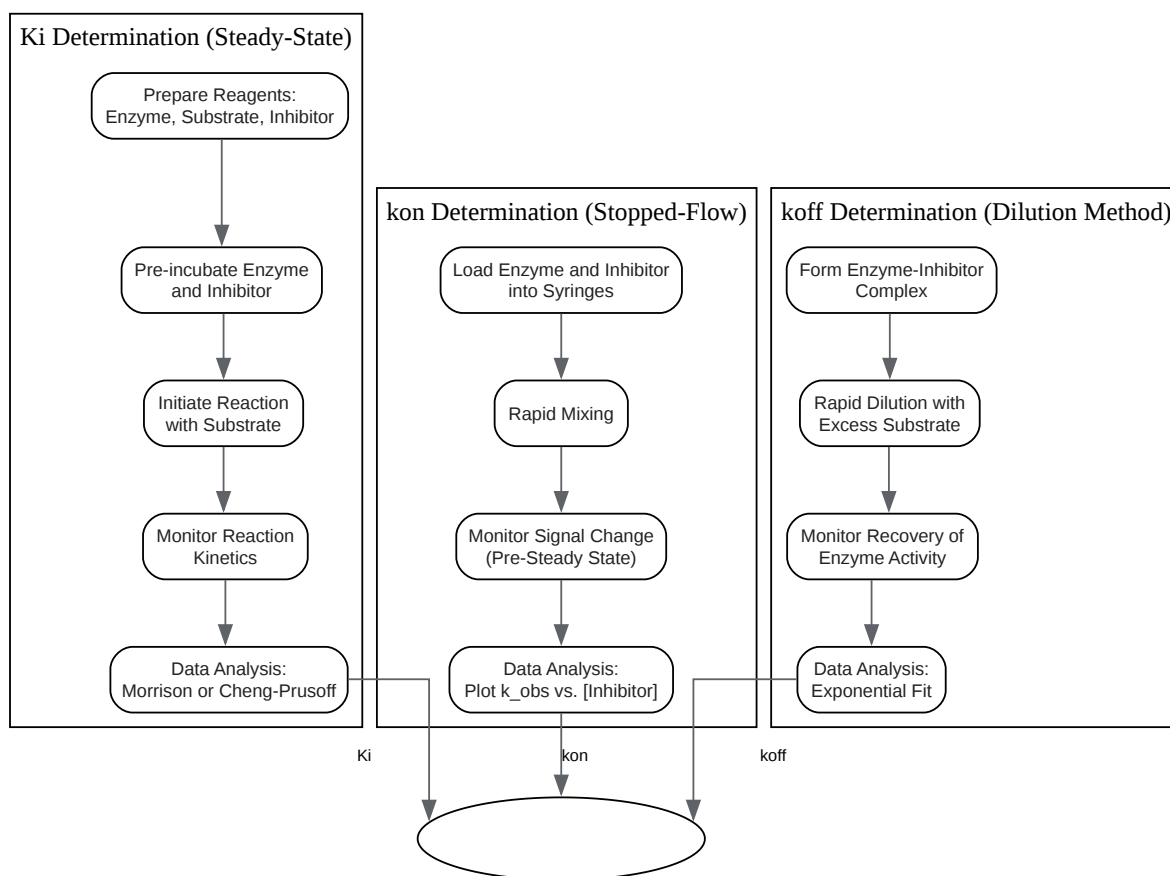 Ki Determination (Steady-State)
Prepare Reagents:
Enzyme, Substrate, Inhibitor
Pre-incubate Enzyme
and Inhibitor
Initiate Reaction
with Substrate
Monitor Reaction
Kinetics
Data Analysis:
Morrison or Cheng-Prusoff
kon Determination (Stopped-Flow)
Load Enzyme and Inhibitor
into Syringes
Rapid Mixing
Monitor Signal Change
(Pre-Steady State)
Data Analysis:
Plot k_obs vs. [Inhibitor]
koff Determination (Dilution Method)
Form Enzyme-Inhibitor
Complex
Rapid Dilution with
Excess Substrate
Monitor Recovery of
Enzyme Activity
Data Analysis:
Exponential Fit
Ki
kon
koff